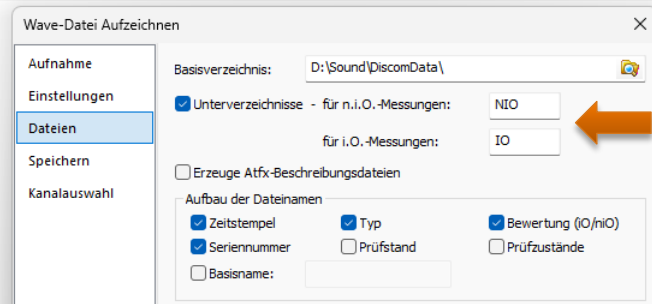 Wave-Datei Aufzeichnen
Aufnahme
Einstellungen
Dateien
Speichern
Kanalauswahl
Basisverzeichnis: D:\Sound\DiscomData\
Unterverzeichnisse - für n.i.O.-Messungen: NIO
für i.O.-Messungen: IO
Erzeuge Atfx-Beschreibungsdateien
Aufbau der Dateinamen
Zeitstempel Typ Bewertung (iO/niO)
Seriennummer Prüfstand Prüfzustände
Basisname: